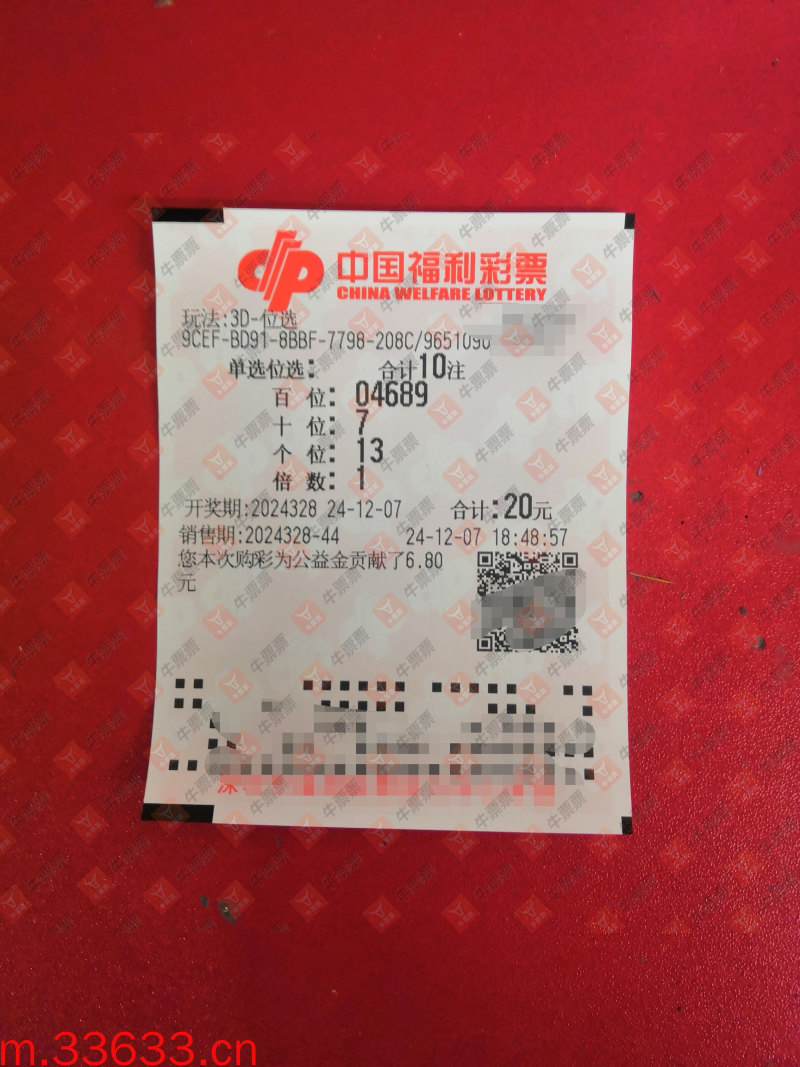 中国福利彩票
CHINA WELFARE LOTTERY
玩法:3D-位选
9CEF-BD91-8BBF-7798-208C/9651090
单选位选: 合计10注
百 位: 04689
十 位: 7
个 位: 13
倍 数: 1
开奖期:2024328 24-12-07 合计:20元
销售期:2024328-44 24-12-07 18:48:57
您本次购彩为公益金贡献了6.80
元
牛票票
m.33633.cn